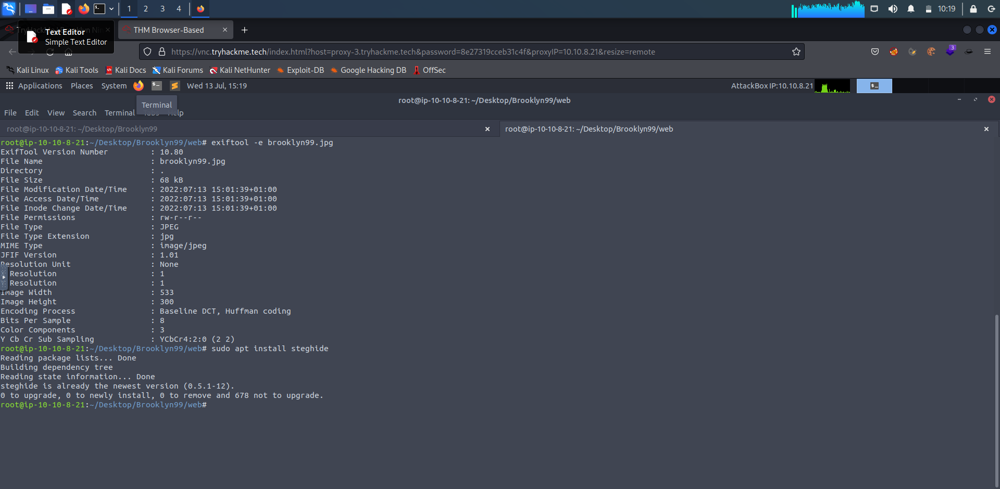 1 2 3 4 10:19
Text Editor
Simple Text Editor
THM Browser-Based
https://vnc.tryhackme.tech/index.html?host=proxy-3.tryhackme.tech&password=8e27319cceb31c4f&proxyIP=10.10.8.21&resize=remote
3
Kali Linux Kali Tools Kali Docs Kali Forums Kali NetHunter Exploit-DB Google Hacking DB OffSec
Applications Places System Wed 13 Jul, 15:19 AttackBox IP:10.10.8.21
root@ip-10-10-8-21: ~/Desktop/Brooklyn99/web
Terminal
File Edit View Search Terminal Tabs Help
root@ip-10-10-8-21: ~/Desktop/Brooklyn99 root@ip-10-10-8-21: ~/Desktop/Brooklyn99/web
root@ip-10-10-8-21:~/Desktop/Brooklyn99/web# exiftool -e brooklyn99.jpg
ExifTool Version Number : 10.80
File Name : brooklyn99.jpg
Directory : .
File Size : 68 kB
File Modification Date/Time : 2022:07:13 15:01:39+01:00
File Access Date/Time : 2022:07:13 15:01:39+01:00
File Inode Change Date/Time : 2022:07:13 15:01:39+01:00
File Permissions : rw-r--r--
File Type : JPEG
File Type Extension : jpg
MIME Type : image/jpeg
JFIF Version : 1.01
Resolution Unit : None
X Resolution : 1
Y Resolution : 1
Image Width : 533
Image Height : 300
Encoding Process : Baseline DCT, Huffman coding
Bits Per Sample : 8
Color Components : 3
Y Cb Cr Sub Sampling : YCbCr4:2:0 (2 2)
root@ip-10-10-8-21:~/Desktop/Brooklyn99/web# sudo apt install steghide
Reading package lists... Done
Building dependency tree
Reading state information... Done
steghide is already the newest version (0.5.1-12).
0 to upgrade, 0 to newly install, 0 to remove and 678 not to upgrade.
root@ip-10-10-8-21:~/Desktop/Brooklyn99/web#